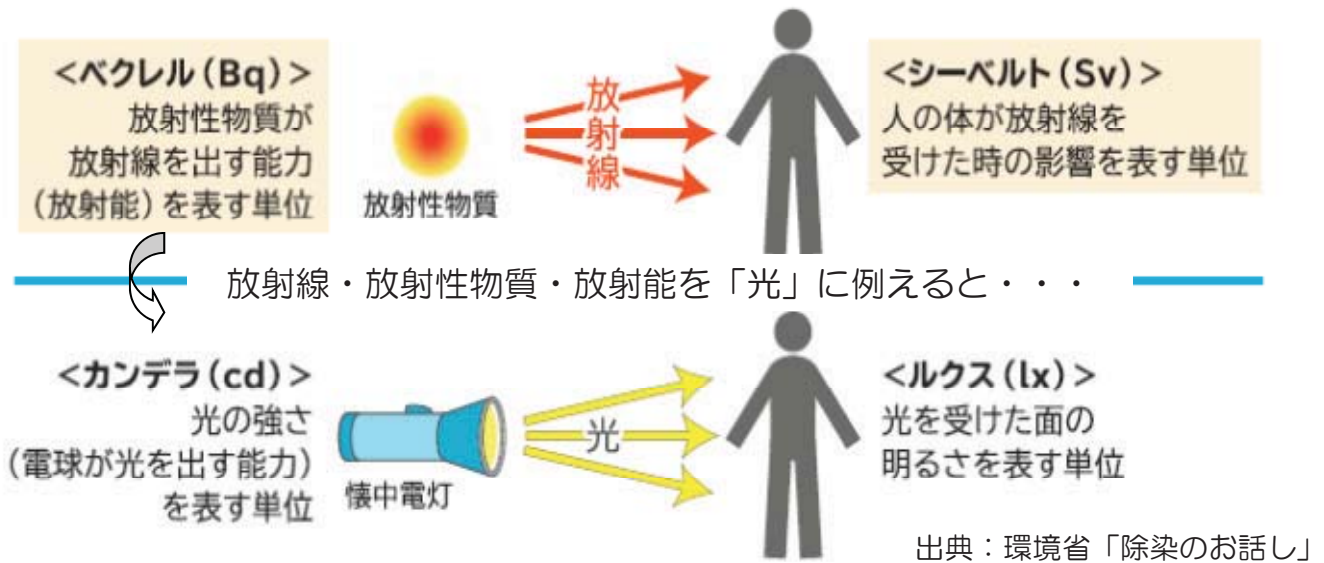 <ベクレル(Bq)>
放射性物質が
放射線を出す能力
(放射能)を表す単位
放射性物質
放射線
<シーベルト(Sv)>
人の体が放射線を
受けた時の影響を表す単位
放射線・放射性物質・放射能を「光」に例えると・・・
<カンデラ(cd)>
光の強さ
(電球が光を出す能力)
を表す単位
懐中電灯
光
<ルクス(lx)>
光を受けた面の
明るさを表す単位
出典：環境省「除染のお話し」